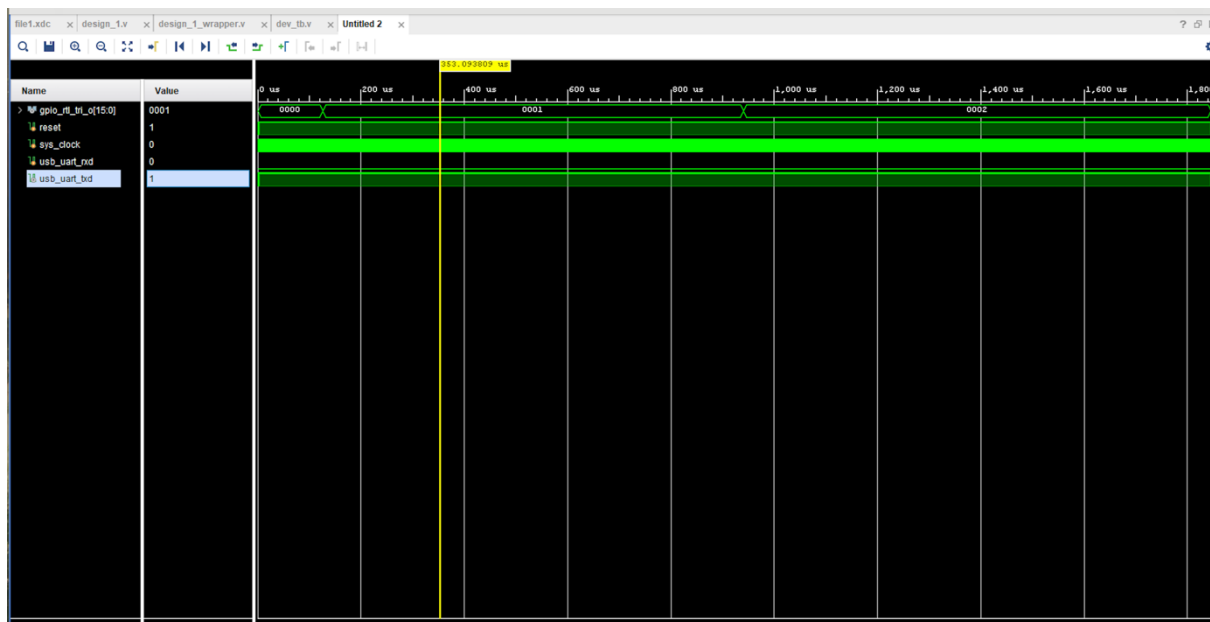 file1.xdc × design_1.v × design_1_wrapper.v × dev_tb.v × Untitled 2 × ?
353.093809 us
Name Value 0 us 200 us 400 us 600 us 800 us 1,000 us 1,200 us 1,400 us 1,600 us 1,80
gpio_rtl_tri_o[15:0] 0001 0000 0001 0002
reset 1
sys_clock 0
usb_uart_rxd 0
usb_uart_txd 1